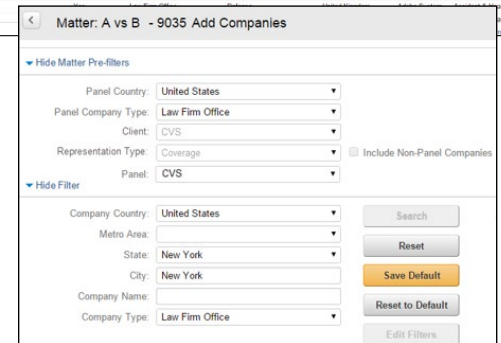 Matter: A vs B - 9035 Add Companies
Hide Matter Pre-filters
Panel Country: United States
Panel Company Type: Law Firm Office
Client: CVS
Representation Type: Coverage Include Non-Panel Companies
Panel: CVS
Hide Filter
Company Country: United States Search
Metro Area:
Reset
State: New York
City: New York Save Default
Company Name:
Reset to Default
Company Type: Law Firm Office
Edit Filters